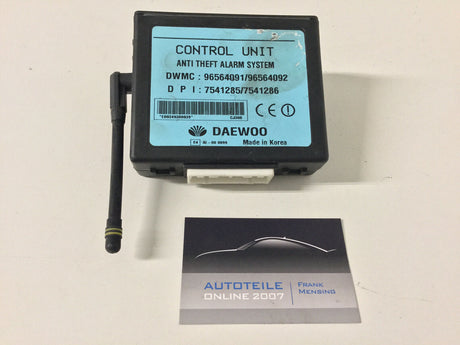 CONTROL UNIT
ANTI THEFT ALARM SYSTEM
DWMC : 96564091/96564092
D P I : 7541285/7541286
DAEWOO
Made in Korea
AUTOTEILE
ONLINE 2007
FRANK
MENSING